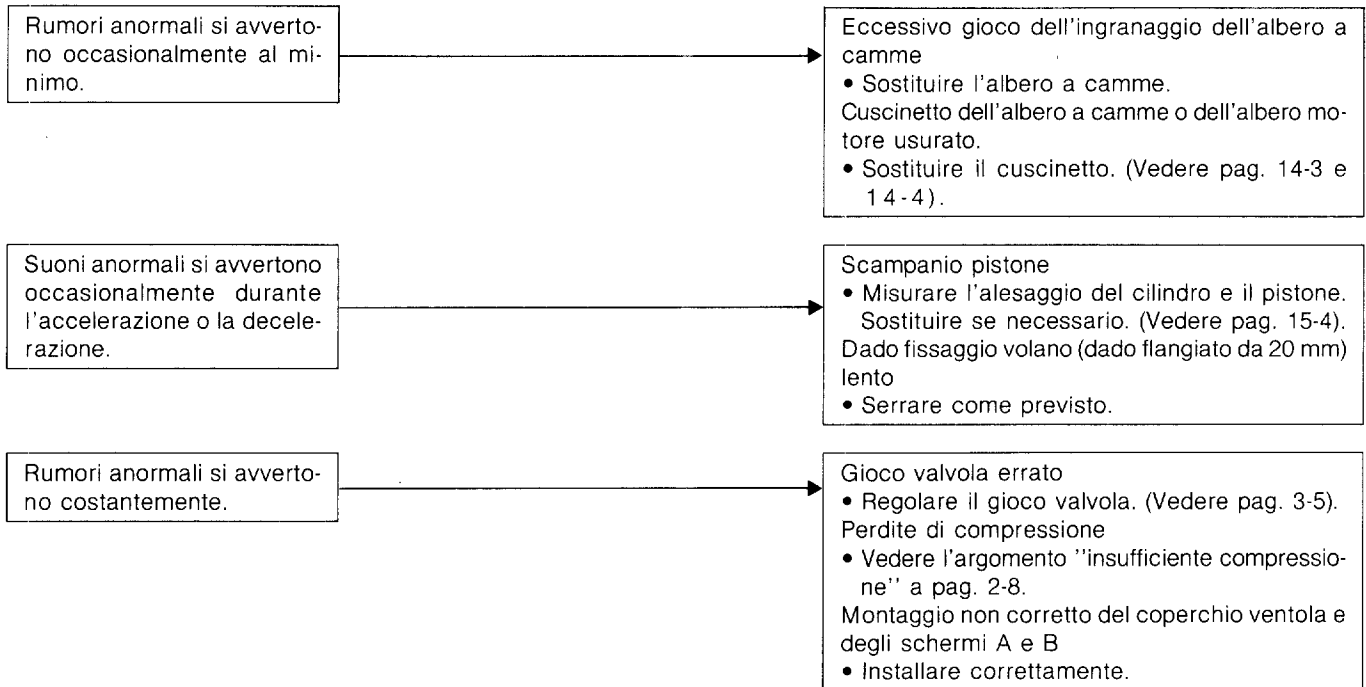 Rumori anormali si avverto-
no occasionalmente al mi-
nimo.
Eccessivo gioco dell'ingranaggio dell'albero a
camme
• Sostituire l'albero a camme.
Cuscinetto dell'albero a camme o dell'albero mo-
tore usurato.
• Sostituire il cuscinetto. (Vedere pag. 14-3 e
14-4).
Suoni anormali si avvertono
occasionalmente durante
l'accelerazione o la decele-
razione.
Scampanio pistone
• Misurare l'alesaggio del cilindro e il pistone.
Sostituire se necessario. (Vedere pag. 15-4).
Dado fissaggio volano (dado flangiato da 20 mm)
lento
• Serrare come previsto.
Rumori anormali si avverto-
no costantemente.
Gioco valvola errato
• Regolare il gioco valvola. (Vedere pag. 3-5).
Perdite di compressione
• Vedere l'argomento ''insufficiente compressio-
ne'' a pag. 2-8.
Montaggio non corretto del coperchio ventola e
degli schermi A e B
• Installare correttamente.